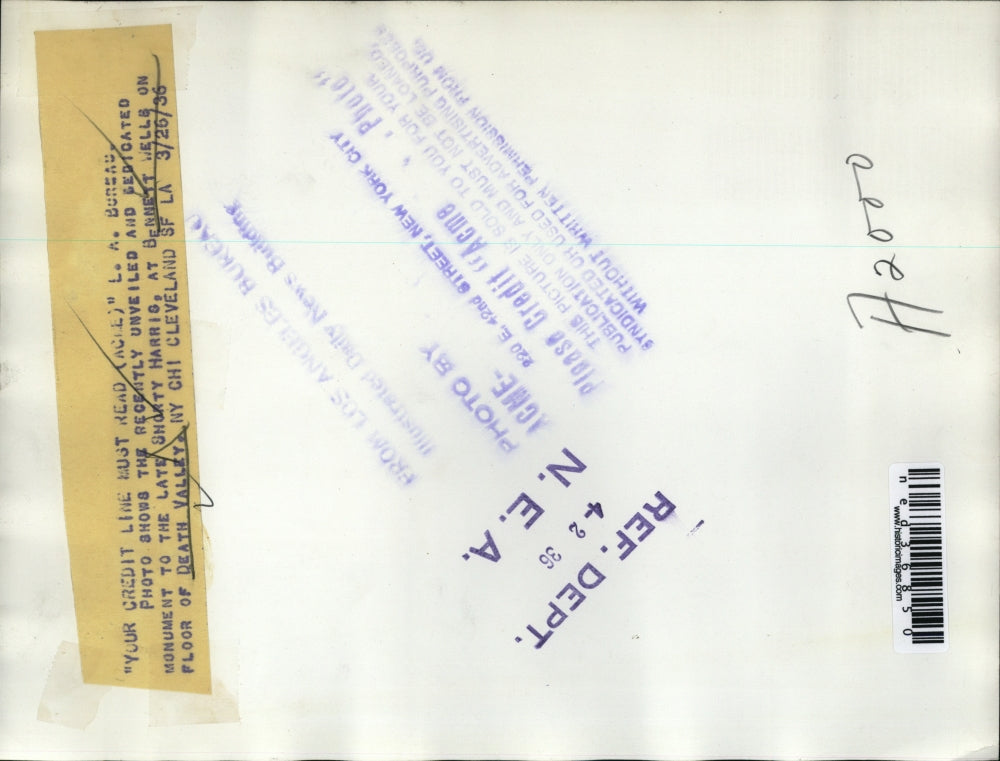 "YOUR CREDIT LINE MUST READ (ACME)" L. A. BUREAU.
PHOTO SHOWS THE RECENTLY UNVEILED AND DEDICATED
MONUMENT TO THE LATE SHORTY HARRIS, AT BENNETT WELLS ON
FLOOR OF DEATH VALLEY. NY CHI CLEVELAND SF LA 3/26/36
FROM LOS ANGELES BUREAU
Illustrated Daily News Building
PHOTO BY
ACME-
220 E. 42nd STREET, NEW YORK CITY
Please Credit "Acme Photo"
THIS PICTURE IS SOLD TO YOU FOR YOUR
PUBLICATION ONLY AND MUST NOT BE LOANED,
SYNDICATED OR USED FOR ADVERTISING PURPOSES
WITHOUT WRITTEN PERMISSION FROM US.
N. E. A.
4 2 36
REF. DEPT.
A2000
ned36850
www.historicimages.com